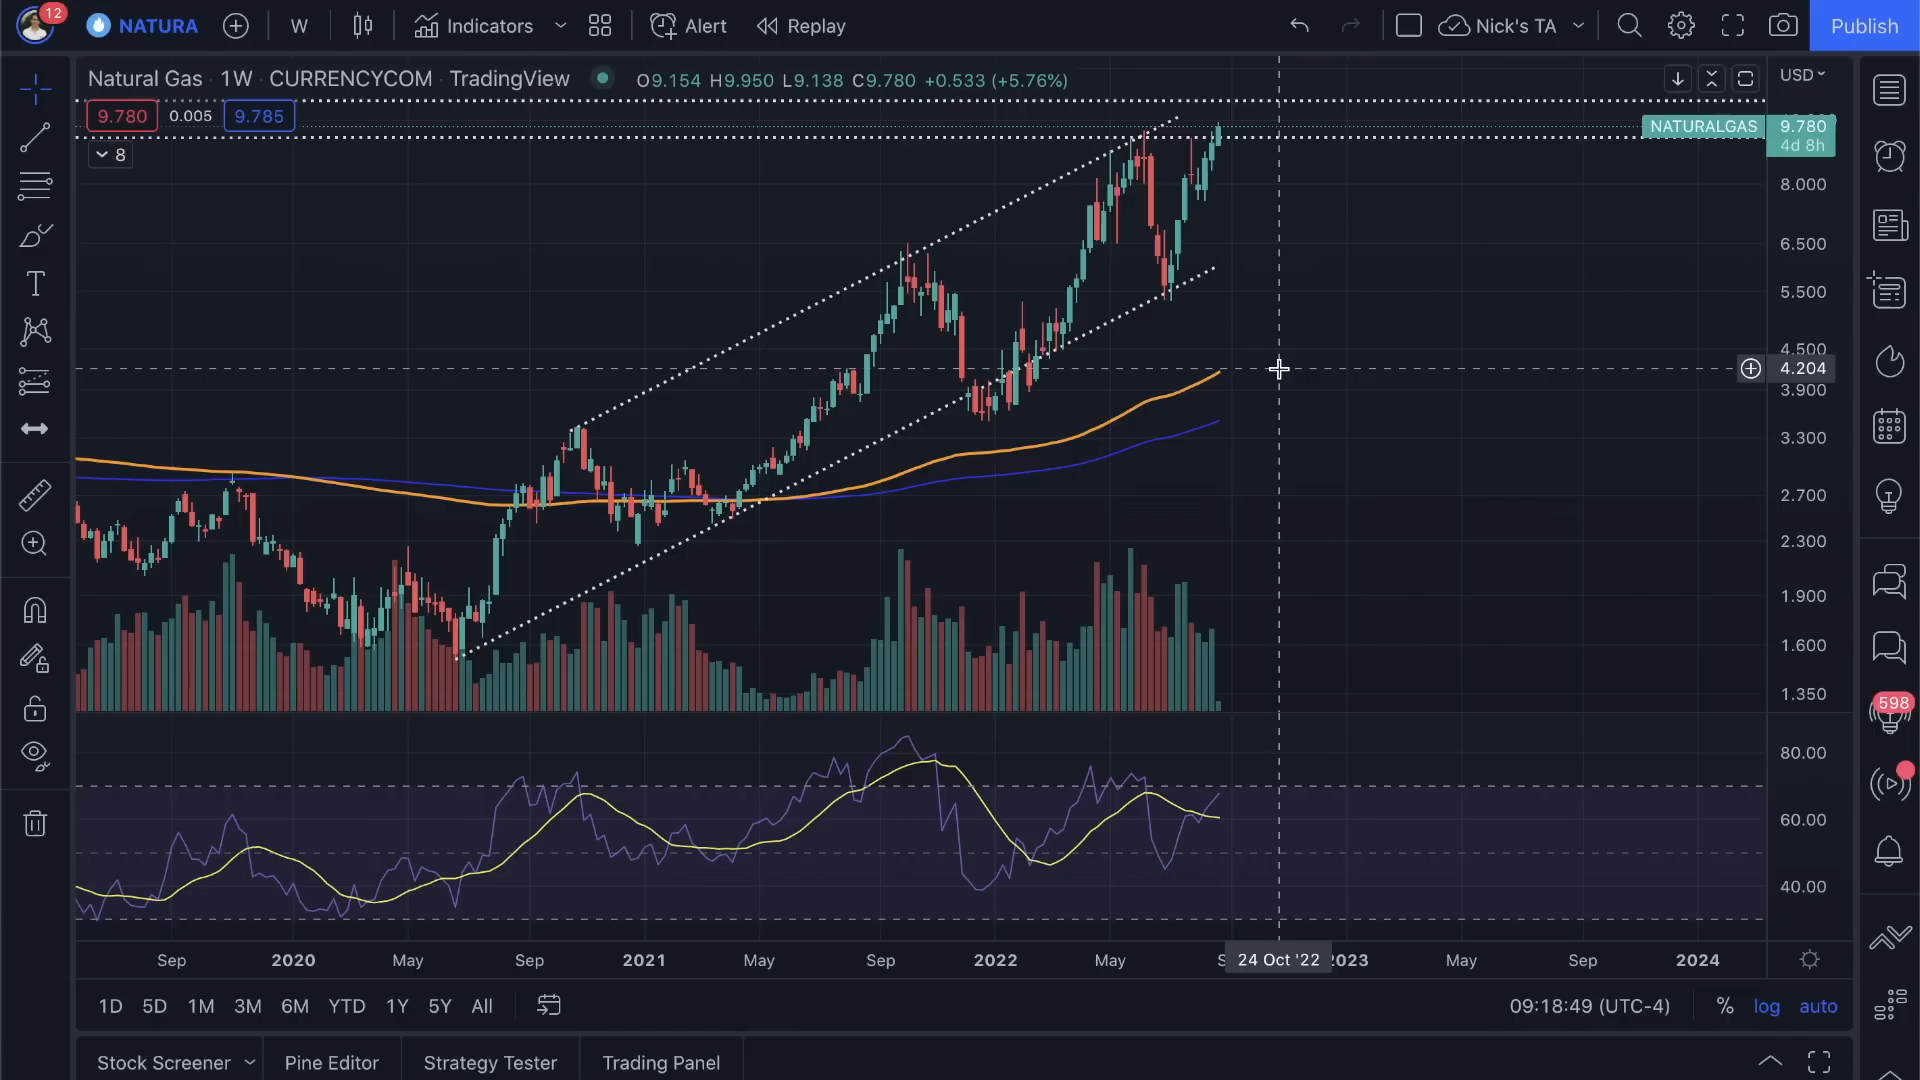 12 NATURA W Indicators Alert Replay Nick's TA Publish
Natural Gas 1W CURRENCYCOM TradingView O9.154 H9.950 L9.138 C9.780 +0.533 (+5.76%) USD
9.780 0.005 9.785
NATURALGAS 9.780
4d 8h
8
8.000
6.500
5.500
4.500
4.204
3.900
3.300
2.700
2.300
1.900
1.600
1.350
598
80.00
60.00
40.00
Sep 2020 May Sep 2021 May Sep 2022 May S 24 Oct '22 2023 May Sep 2024
1D 5D 1M 3M 6M YTD 1Y 5Y All 09:18:49 (UTC-4) % log auto
Stock Screener Pine Editor Strategy Tester Trading Panel